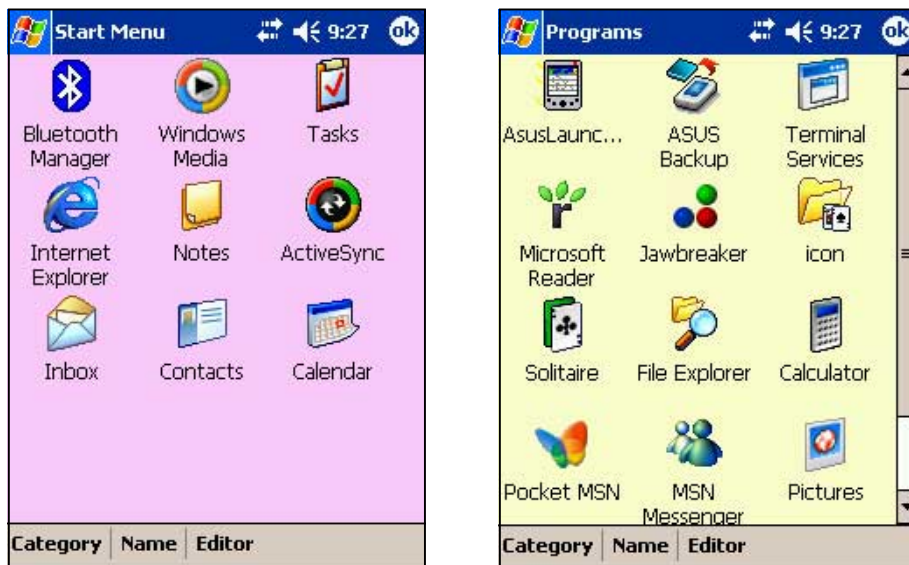 Start Menu 9:27 ok
Bluetooth Manager
Windows Media
Tasks
Internet Explorer
Notes
ActiveSync
Inbox
Contacts
Calendar
Category Name Editor
Programs 9:27 ok
AsusLaunc...
ASUS Backup
Terminal Services
Microsoft Reader
Jawbreaker
icon
Solitaire
File Explorer
Calculator
Pocket MSN
MSN Messenger
Pictures
Category Name Editor